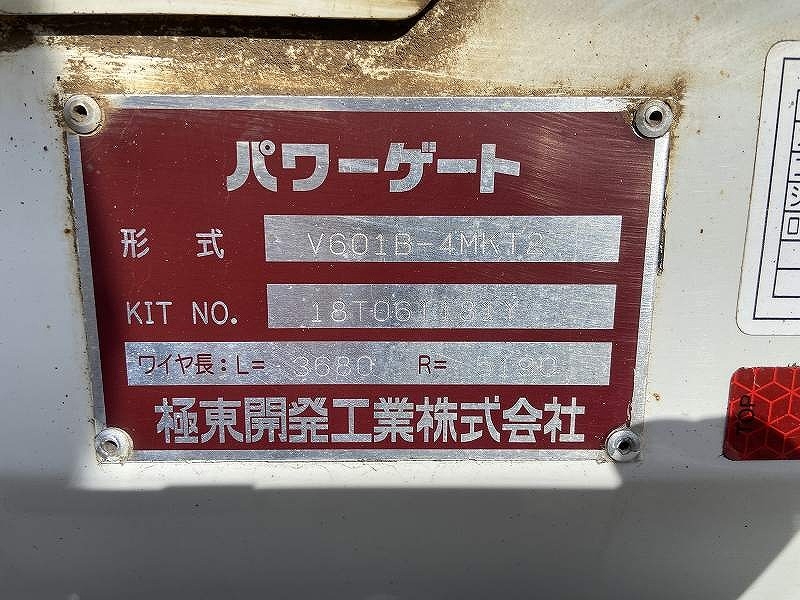 パワーゲート
形式 V601B-4MKT2
KIT NO.
ワイヤ長:L= 3680 R=
極東開発工業株式会社
TOP